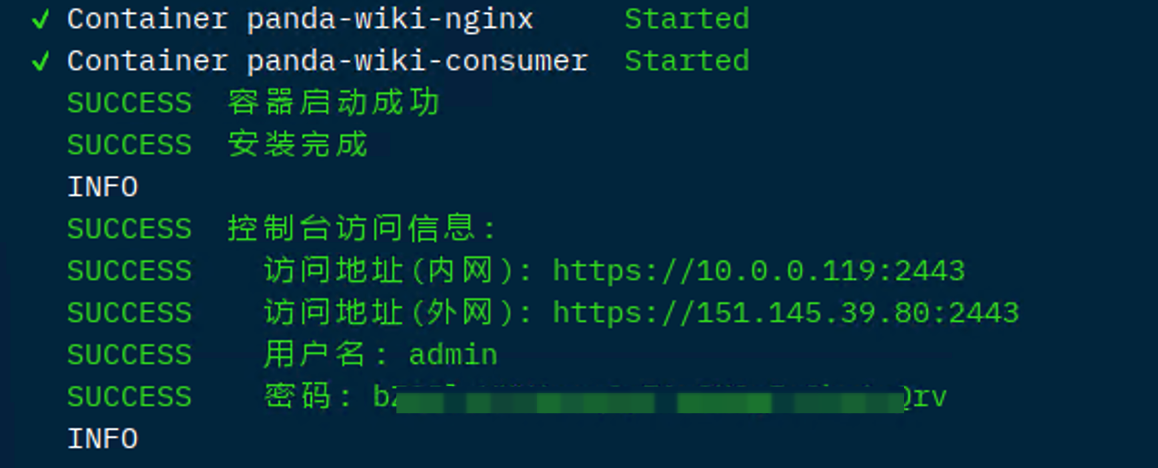 ✓ Container panda-wiki-nginx Started
✓ Container panda-wiki-consumer Started
SUCCESS 容器启动成功
SUCCESS 安装完成
INFO
SUCCESS 控制台访问信息:
SUCCESS 访问地址(内网): https://10.0.0.119:2443
SUCCESS 访问地址(外网): https://151.145.39.80:2443
SUCCESS 用户名: admin
SUCCESS 密码:
INFO